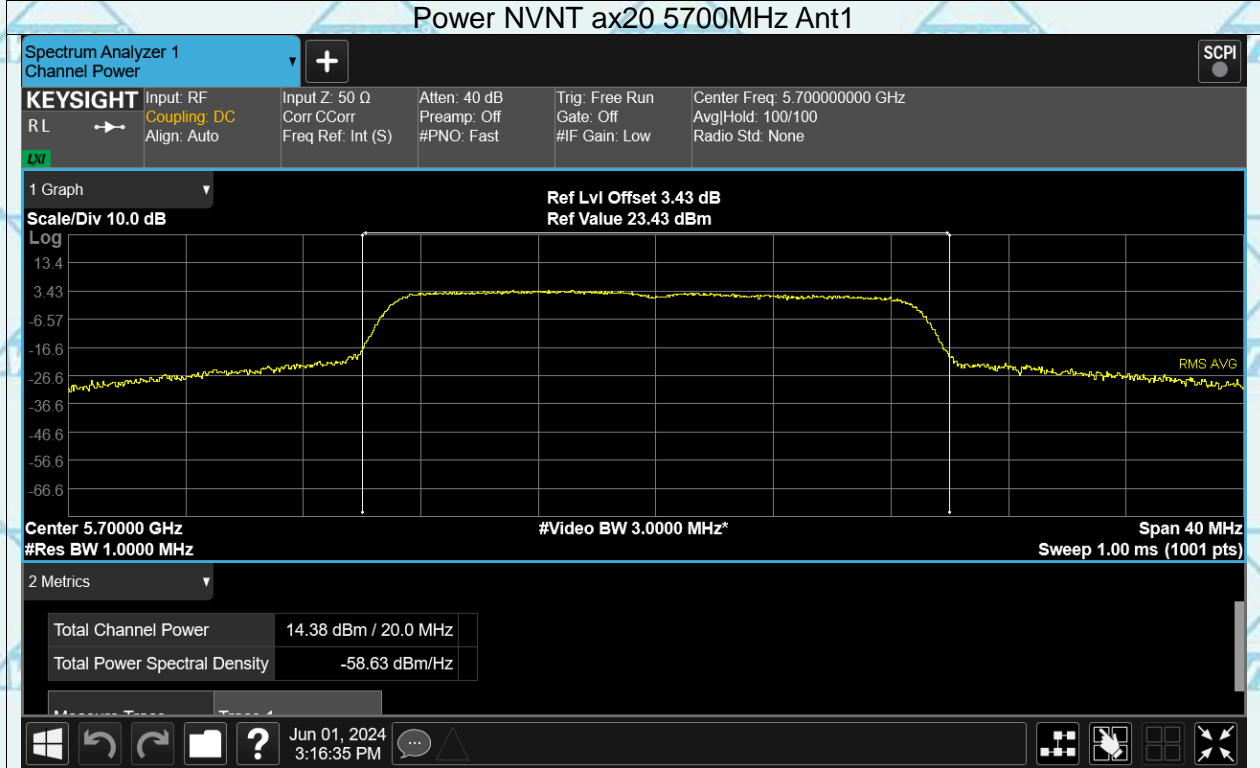 Power NVNT ax20 5700MHz Ant1
Spectrum Analyzer 1
Channel Power
SCPI
KEYSIGHT
R L
LXI
Input: RF
Coupling: DC
Align: Auto
Input Z: 50 Ω
Corr CCorr
Freq Ref: Int (S)
Atten: 40 dB
Preamp: Off
#PNO: Fast
Trig: Free Run
Gate: Off
#IF Gain: Low
Center Freq: 5.700000000 GHz
Avg|Hold: 100/100
Radio Std: None
1 Graph
Scale/Div 10.0 dB
Ref Lvl Offset 3.43 dB
Ref Value 23.43 dBm
Log
13.4
3.43
-6.57
-16.6
-26.6
-36.6
-46.6
-56.6
-66.6
RMS AVG
Center 5.70000 GHz
#Video BW 3.0000 MHz*
Span 40 MHz
#Res BW 1.0000 MHz
Sweep 1.00 ms (1001 pts)
2 Metrics
Total Channel Power 14.38 dBm / 20.0 MHz
Total Power Spectral Density -58.63 dBm/Hz
Measure Trace Trace 1
Jun 01, 2024
3:16:35 PM